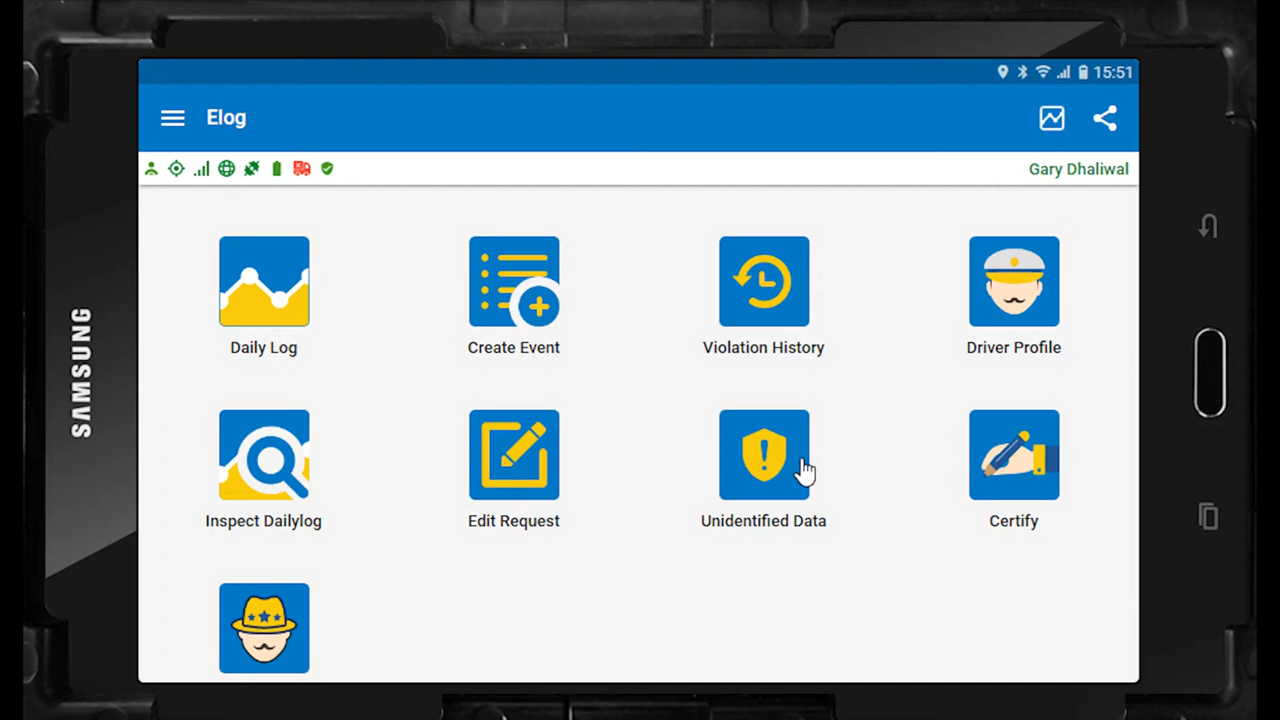 SAMSUNG
15:51
Elog
Gary Dhaliwal
Daily Log
Create Event
Violation History
Driver Profile
Inspect Dailylog
Edit Request
Unidentified Data
Certify